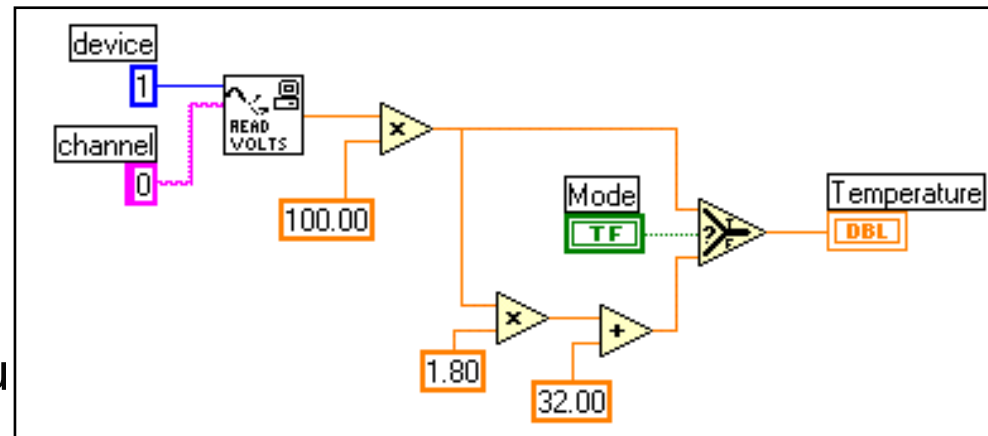 device
1
READ
VOLTS
x
channel
0
100.00
Mode
TF
?
T
F
Temperature
DBL
x
+
1.80
32.00
u